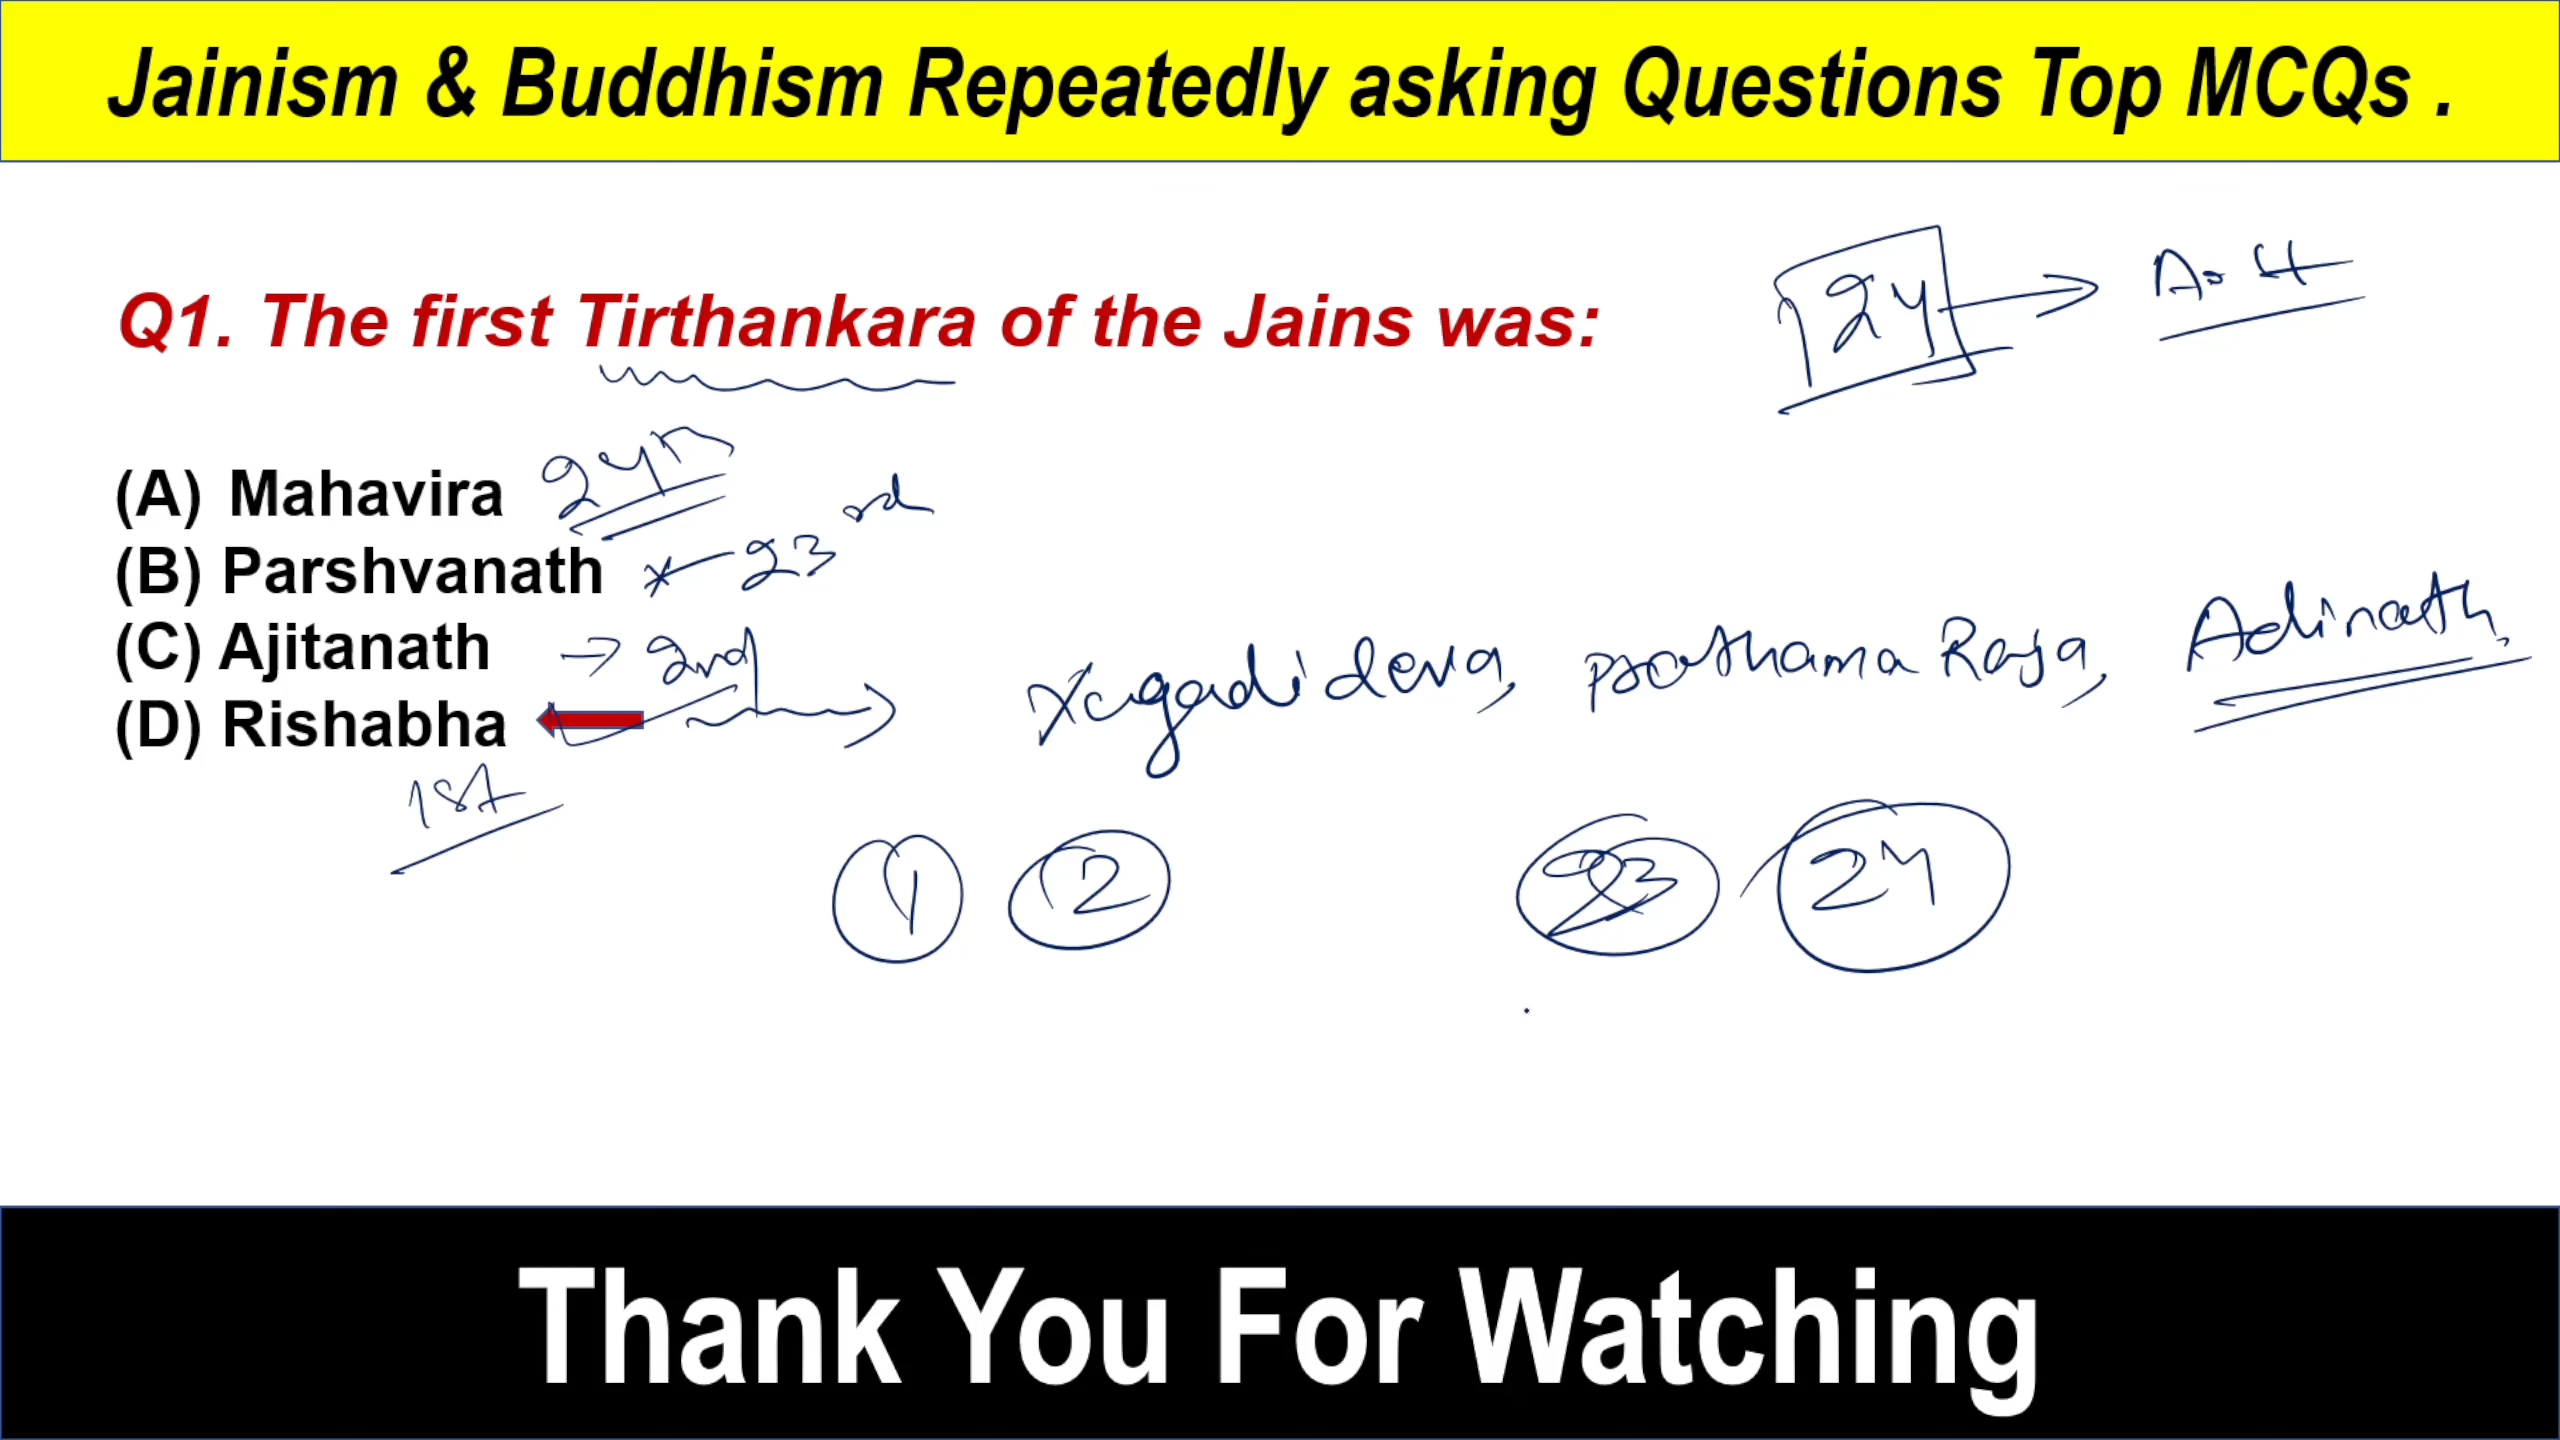 Jainism & Buddhism Repeatedly asking Questions Top MCQs .
Q1. The first Tirthankara of the Jains was:
24 →
(A) Mahavira 24th
(B) Parshvanath 23rd
(C) Ajitanath → 2nd
(D) Rishabha → Yugadideva, prathama Raja, Adinath
1st
1 2 23 24
Thank You For Watching